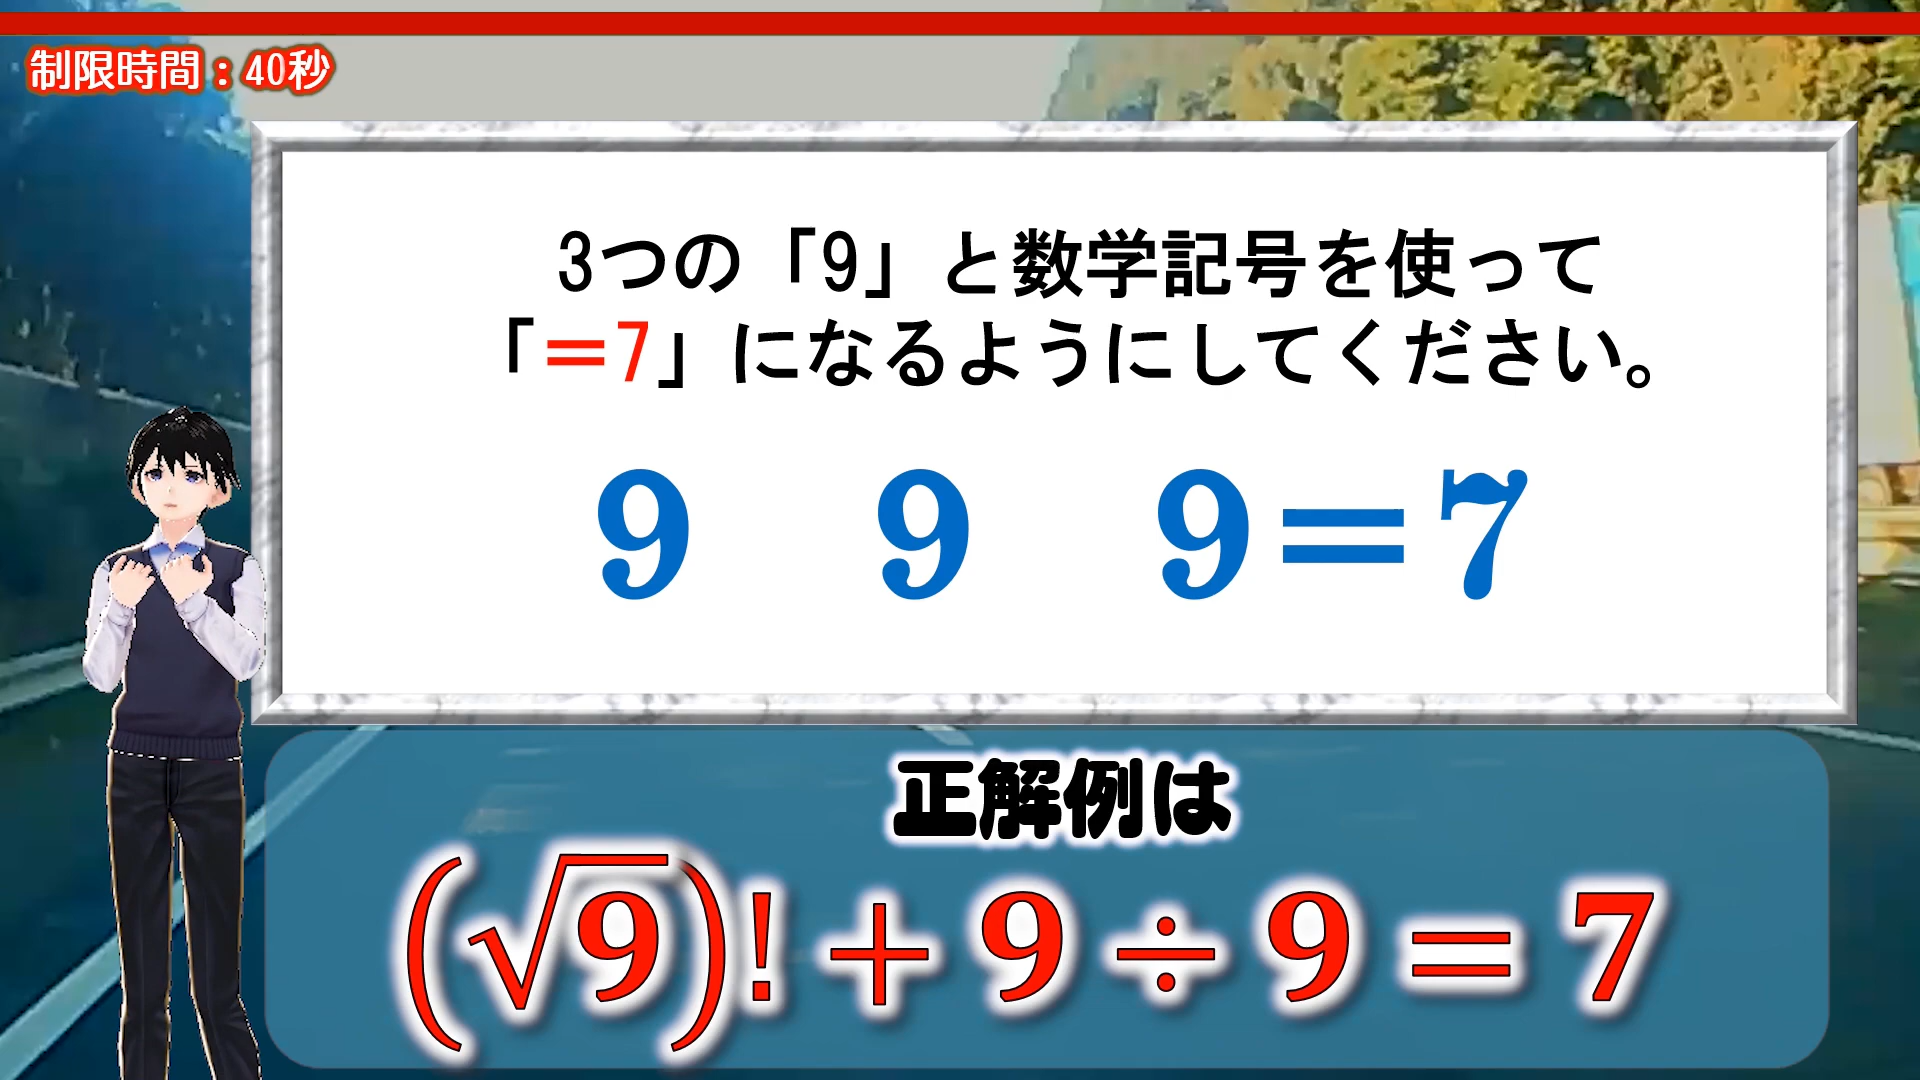 制限時間：40秒
3つの「9」と数学記号を使って
「＝7」になるようにしてください。
9 9 9＝7
正解例は
(√9)!＋9÷9＝7